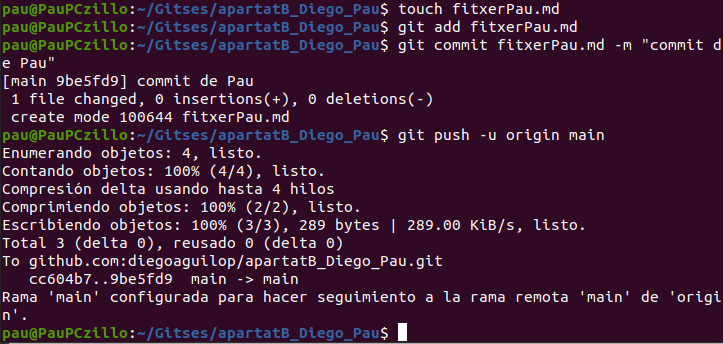 pau@PauPCzillo:~/Gitses/apartatB_Diego_Pau$ touch fitxerPau.md
pau@PauPCzillo:~/Gitses/apartatB_Diego_Pau$ git add fitxerPau.md
pau@PauPCzillo:~/Gitses/apartatB_Diego_Pau$ git commit fitxerPau.md -m "commit d
e Pau"
[main 9be5fd9] commit de Pau
 1 file changed, 0 insertions(+), 0 deletions(-)
 create mode 100644 fitxerPau.md
pau@PauPCzillo:~/Gitses/apartatB_Diego_Pau$ git push -u origin main
Enumerando objetos: 4, listo.
Contando objetos: 100% (4/4), listo.
Compresión delta usando hasta 4 hilos
Comprimiendo objetos: 100% (2/2), listo.
Escribiendo objetos: 100% (3/3), 289 bytes | 289.00 KiB/s, listo.
Total 3 (delta 0), reusado 0 (delta 0)
To github.com:diegoaguilop/apartatB_Diego_Pau.git
   cc604b7..9be5fd9  main -> main
Rama 'main' configurada para hacer seguimiento a la rama remota 'main' de 'origi
n'.
pau@PauPCzillo:~/Gitses/apartatB_Diego_Pau$